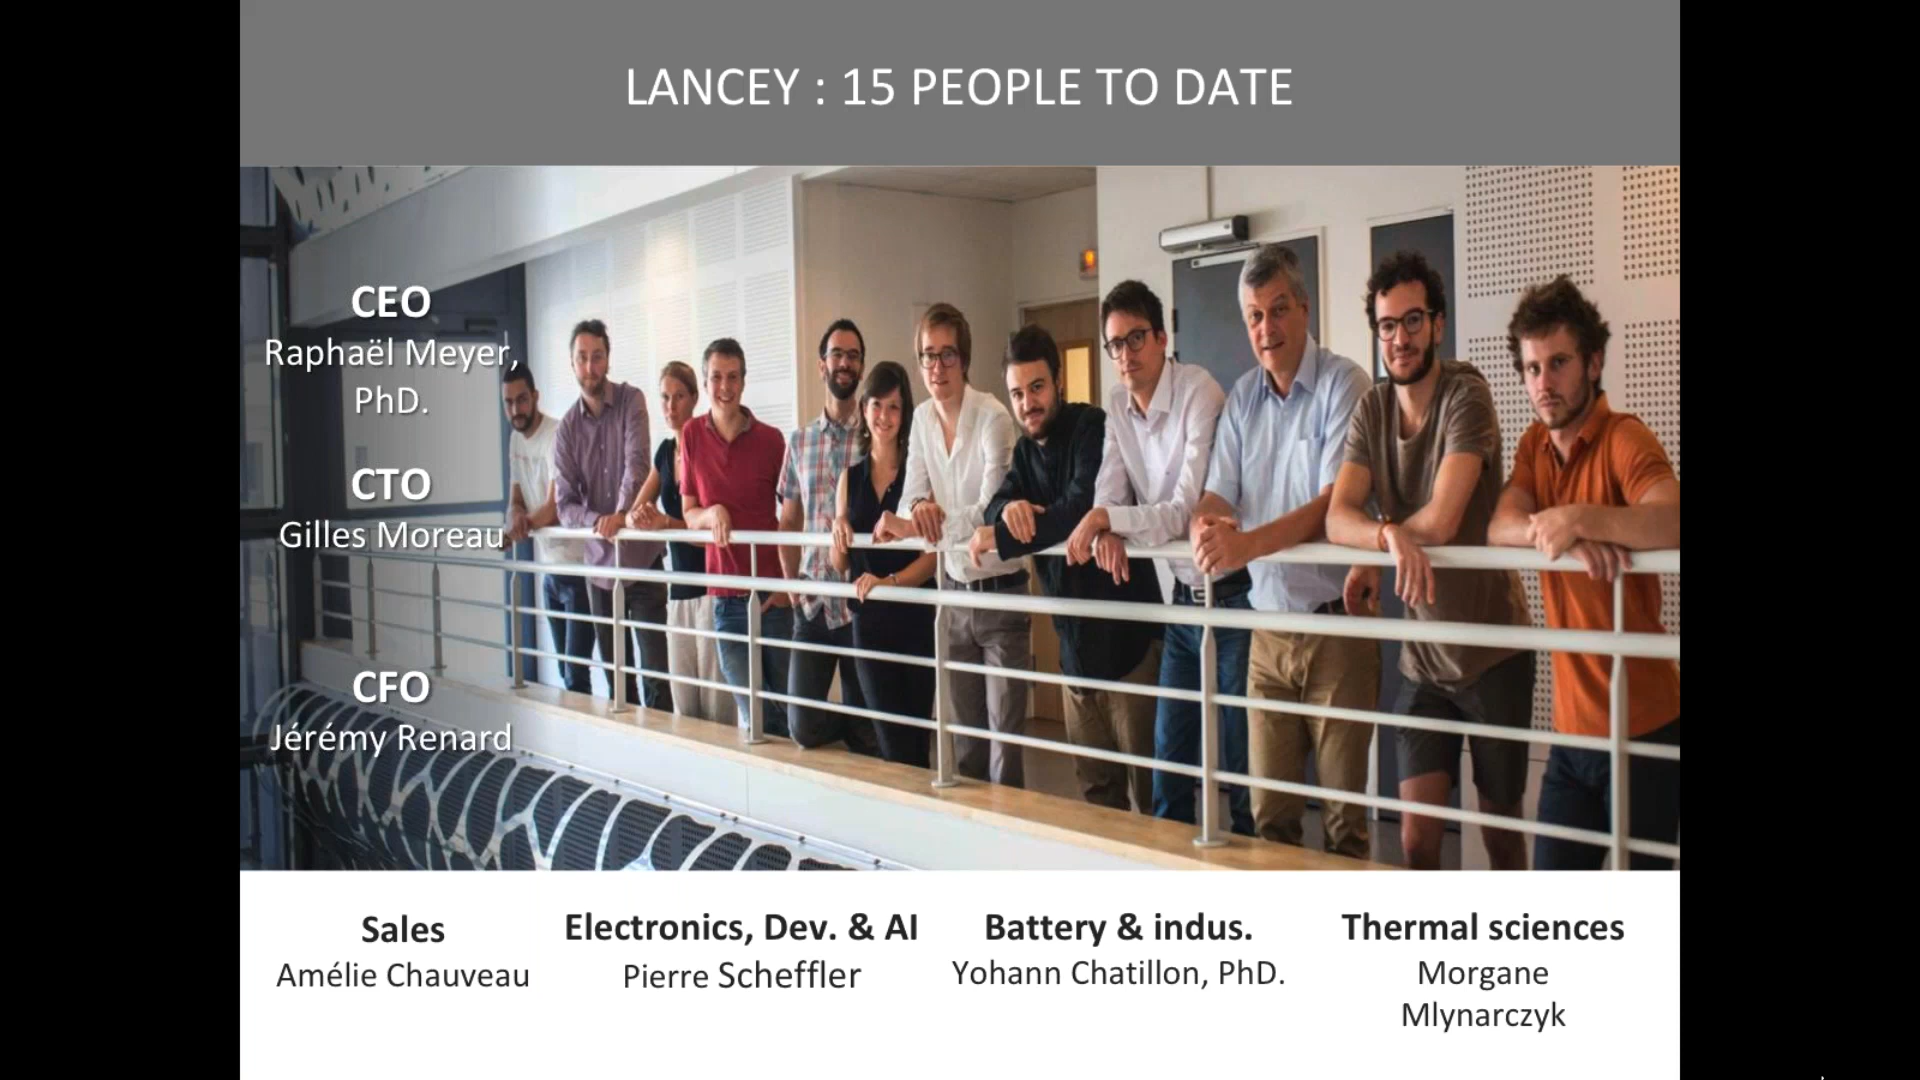 LANCEY : 15 PEOPLE TO DATE
CEO
Raphaël Meyer,
PhD.
CTO
Gilles Moreau
CFO
Jérémy Renard
Sales
Amélie Chauveau
Electronics, Dev. & AI
Pierre Scheffler
Battery & indus.
Yohann Chatillon, PhD.
Thermal sciences
Morgane
Mlynarczyk